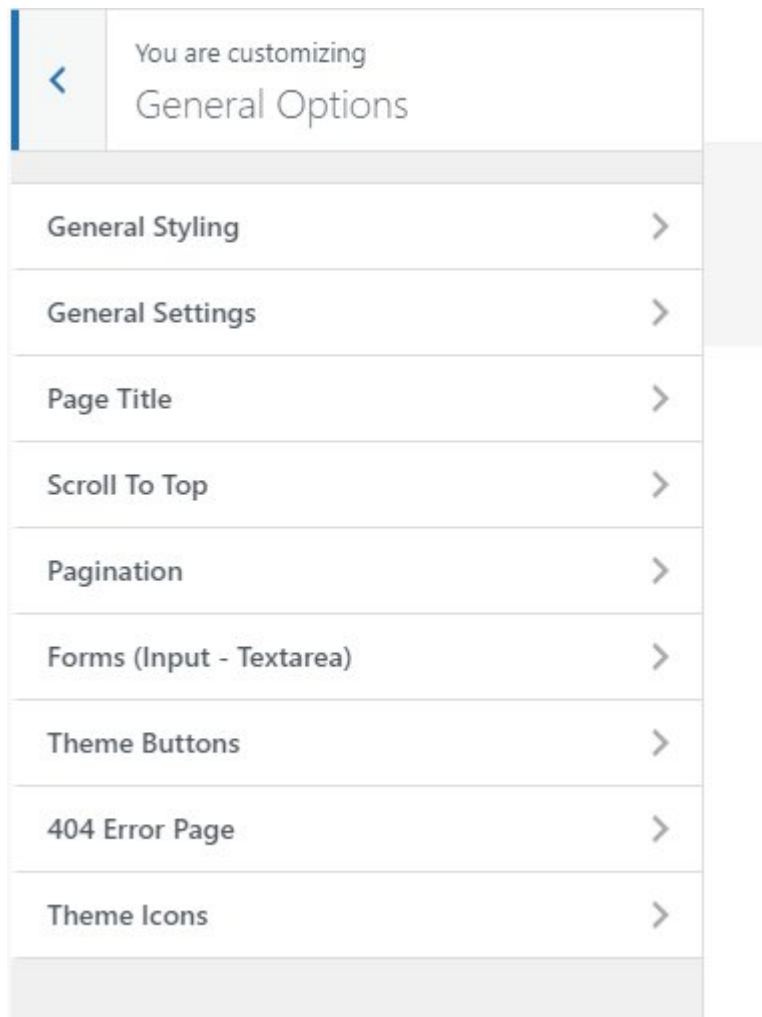 You are customizing
General Options
General Styling
General Settings
Page Title
Scroll To Top
Pagination
Forms (Input - Textarea)
Theme Buttons
404 Error Page
Theme Icons